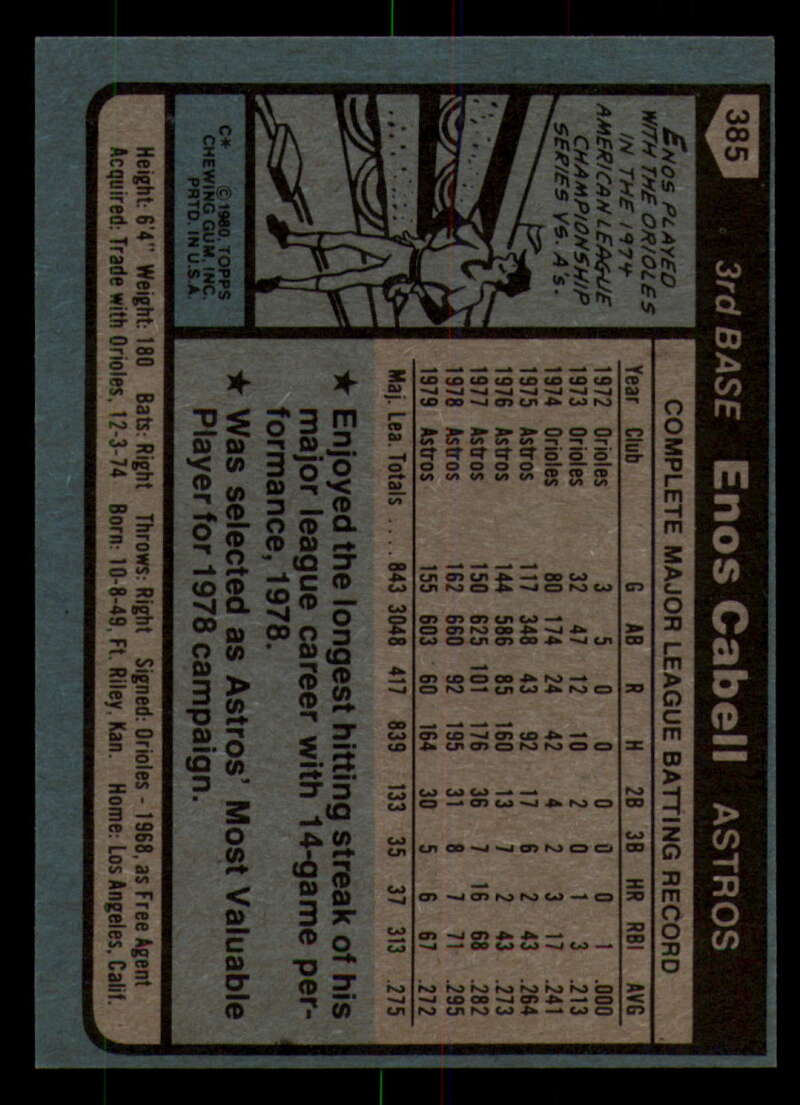 385 3rd BASE Enos Cabell ASTROS
ENOS PLAYED
WITH THE ORIOLES
IN THE 1974
AMERICAN LEAGUE
CHAMPIONSHIP
SERIES VS. A's.
C* © 1980 TOPPS
CHEWING GUM, INC.
PRTD. IN U.S.A.
COMPLETE MAJOR LEAGUE BATTING RECORD
Year Club G AB R H 2B 3B HR RBI AVG
1972 Orioles 3 5 0 0 0 0 0 1 .000
1973 Orioles 32 47 12 10 2 0 1 3 .213
1974 Orioles 80 174 24 42 4 2 3 17 .241
1975 Astros 117 348 43 92 17 6 2 43 .264
1976 Astros 144 586 85 160 13 7 2 43 .273
1977 Astros 150 625 101 176 36 7 16 68 .282
1978 Astros 162 660 92 195 31 8 7 71 .295
1979 Astros 155 603 60 164 30 5 6 67 .272
Maj. Lea. Totals .... 843 3048 417 839 133 35 37 313 .275
★ Enjoyed the longest hitting streak of his
major league career with 14-game per-
formance, 1978.
★ Was selected as Astros' Most Valuable
Player for 1978 campaign.
Height: 6'4" Weight: 180 Bats: Right Throws: Right Signed: Orioles - 1968, as Free Agent
Acquired: Trade with Orioles, 12-3-74 Born: 10-8-49, Ft. Riley, Kan. Home: Los Angeles, Calif.